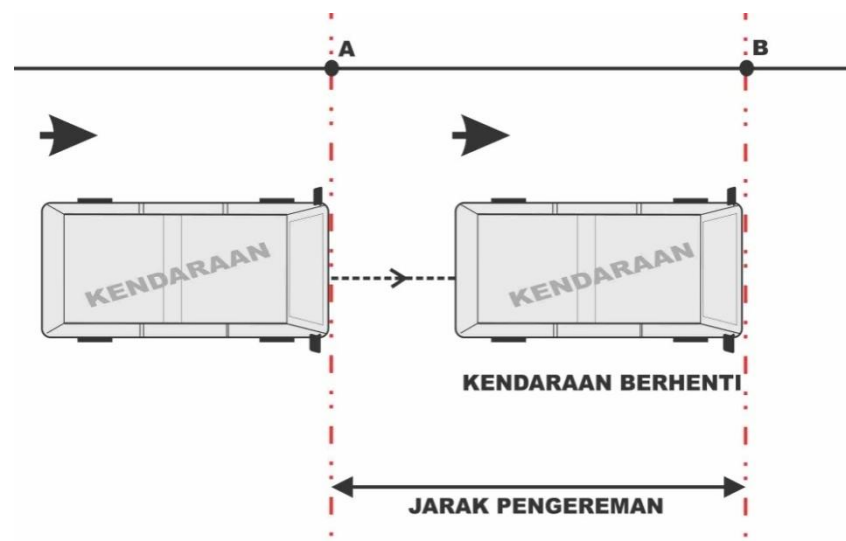 A
B
KENDARAAN
KENDARAAN
KENDARAAN BERHENTI
JARAK PENGEREMAN